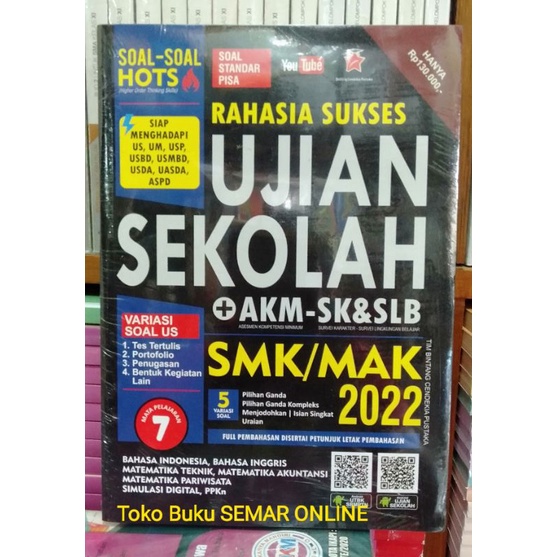 SOAL-SOAL
HOTS
(Higher Order Thinking Skills)
SOAL
STANDAR
PISA
YouTube
HANYA
Rp130.000,-
SIAP
MENGHADAPI
US, UM, USP,
USBD, USMBD,
USDA, UASDA,
ASPD
RAHASIA SUKSES
UJIAN
SEKOLAH
+AKM-SK&SLB
ASESMEN KOMPETENSI MINIMUM
SURVEI KARAKTER - SURVEI LINGKUNGAN BELAJAR
VARIASI
SOAL US
1. Tes Tertulis
2. Portofolio
3. Penugasan
4. Bentuk Kegiatan
Lain
SMK/MAK
2022
5
VARIASI
SOAL
Pilihan Ganda
Pilihan Ganda Kompleks
Menjodohkan | Isian Singkat
Uraian
TIM BINTANG CENDEKIA PUSTAKA
MATA PELAJARAN
7
FULL PEMBAHASAN DISERTAI PETUNJUK LETAK PEMBAHASAN
BAHASA INDONESIA, BAHASA INGGRIS
MATEMATIKA TEKNIK, MATEMATIKA AKUNTANSI
MATEMATIKA PARIWISATA
SIMULASI DIGITAL, PPKn
UJIAN
SEKOLAH
Toko Buku SEMAR ONLINE